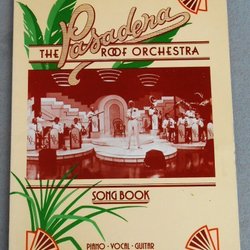 The Pasadena
Roof Orchestra
SONG BOOK
PIANO · VOCAL · GUITAR